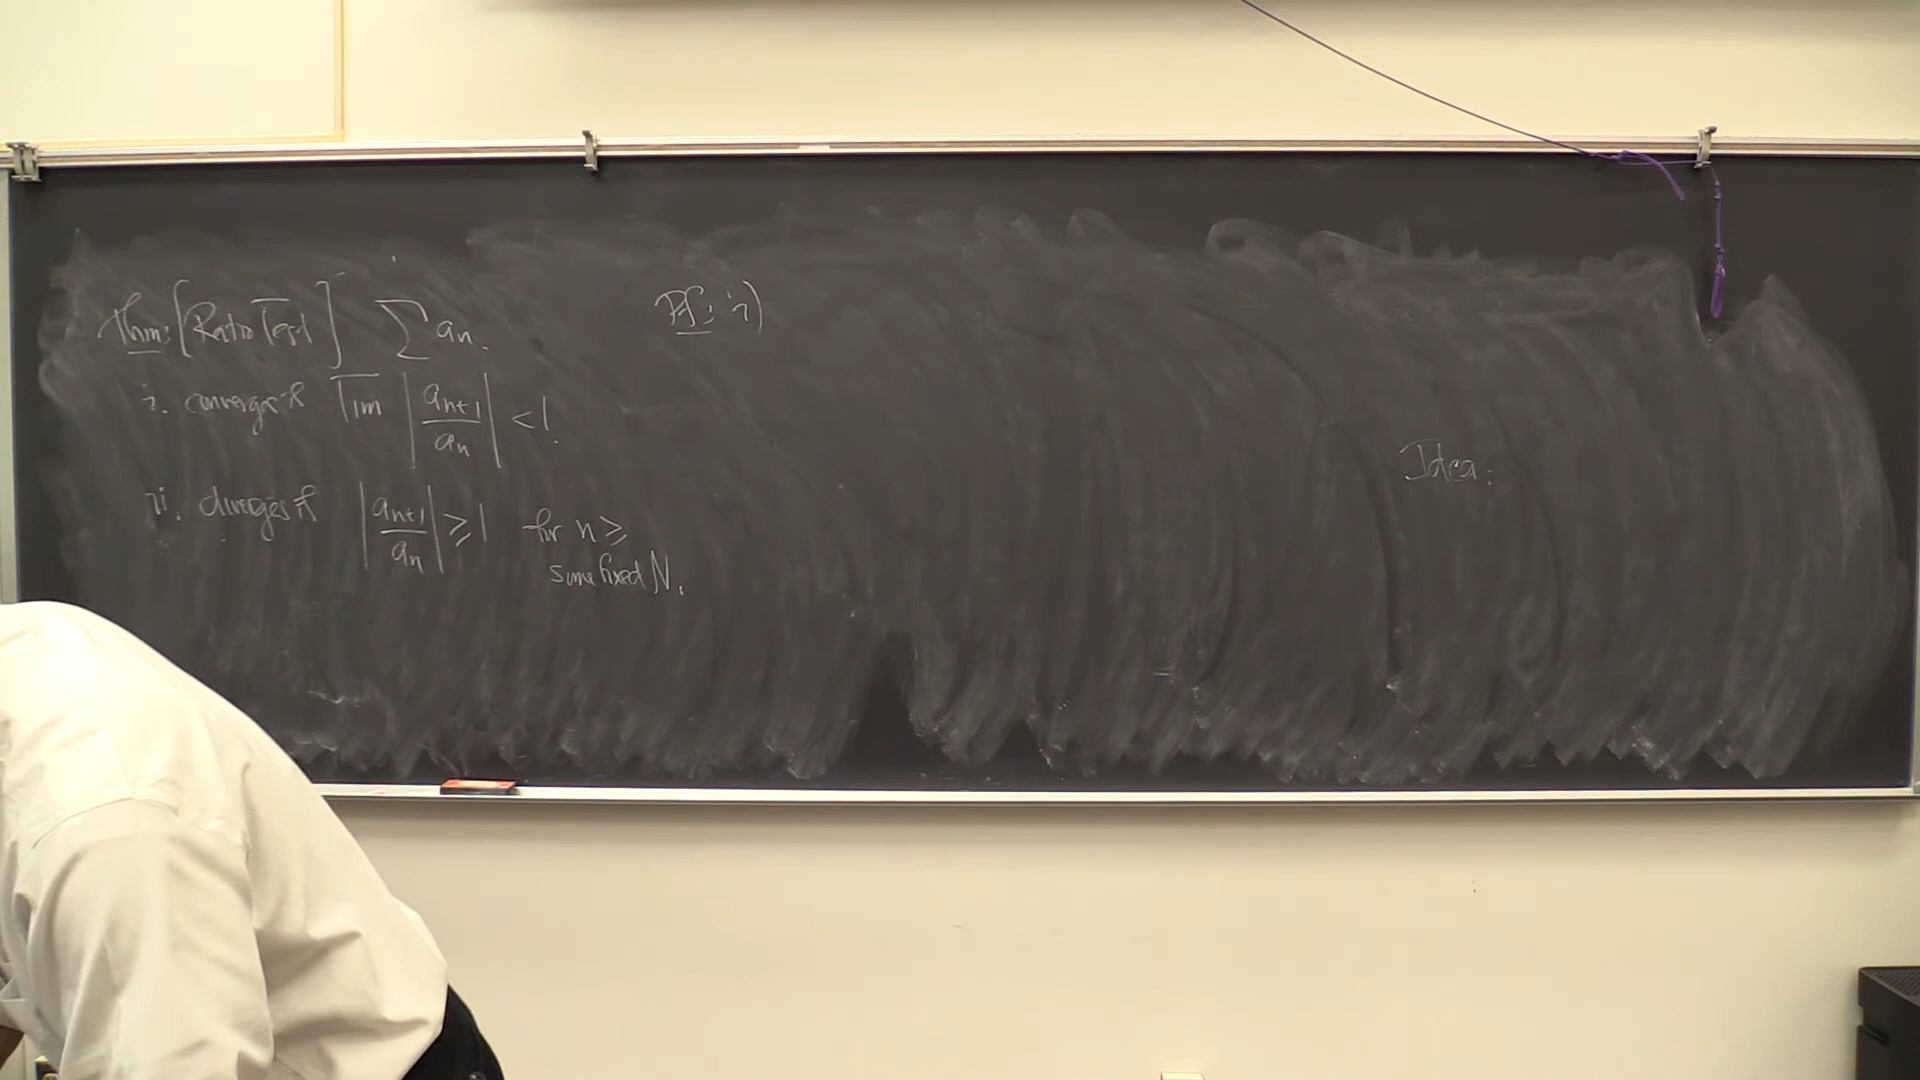 Thm: [Ratio Test] ∑ aₙ.
i. converges if l̅i̅m̅ |aₙ₊₁/aₙ| < 1.
ii. diverges if |aₙ₊₁/aₙ| ⩾ 1 for n ⩾
some fixed N.
Pf: i)
Idea: